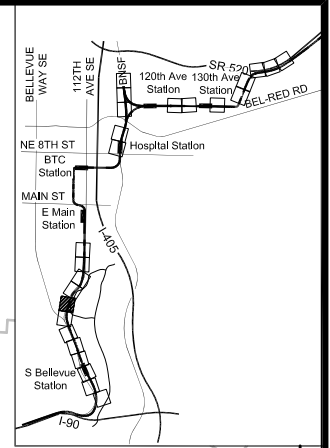 SR-520
BELLEVUE
WAY SE
112TH
AVE SE
BNSF
120th Ave
Station
130th Ave
Station
BEL-RED RD
NE 8TH ST
Hospital Station
BTC
Station
MAIN ST
E Main
Station
I-405
S Bellevue
Station
I-90